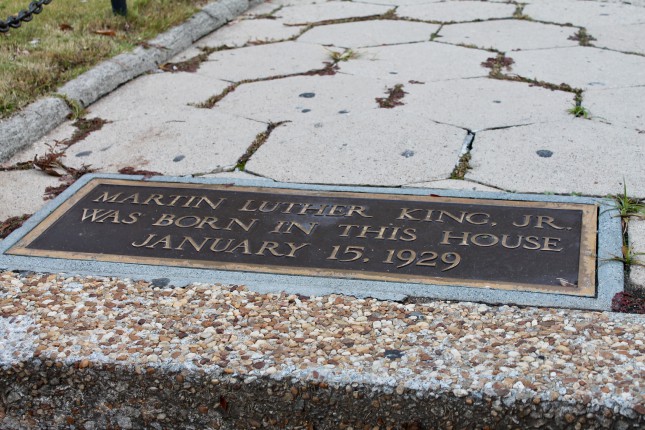 MARTIN LUTHER KING, JR.
WAS BORN IN THIS HOUSE
JANUARY 15, 1929